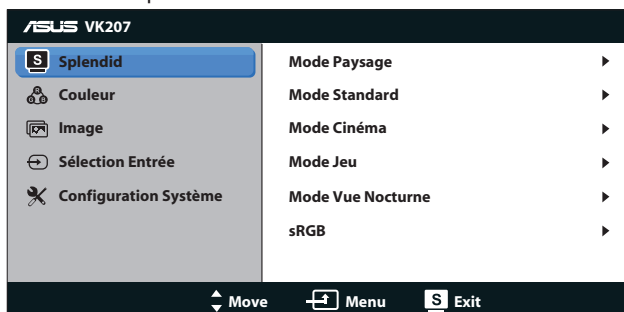 ASUS VK207
S Splendid
Couleur
Image
Sélection Entrée
Configuration Système
Mode Paysage
Mode Standard
Mode Cinéma
Mode Jeu
Mode Vue Nocturne
sRGB
Move Menu S Exit